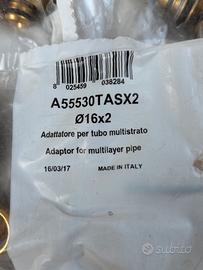 8 025459 038284
A55530TASX2
Ø16x2
Adattatore per tubo multistrato
Adaptor for multilayer pipe
16/03/17 MADE IN ITALY
subito